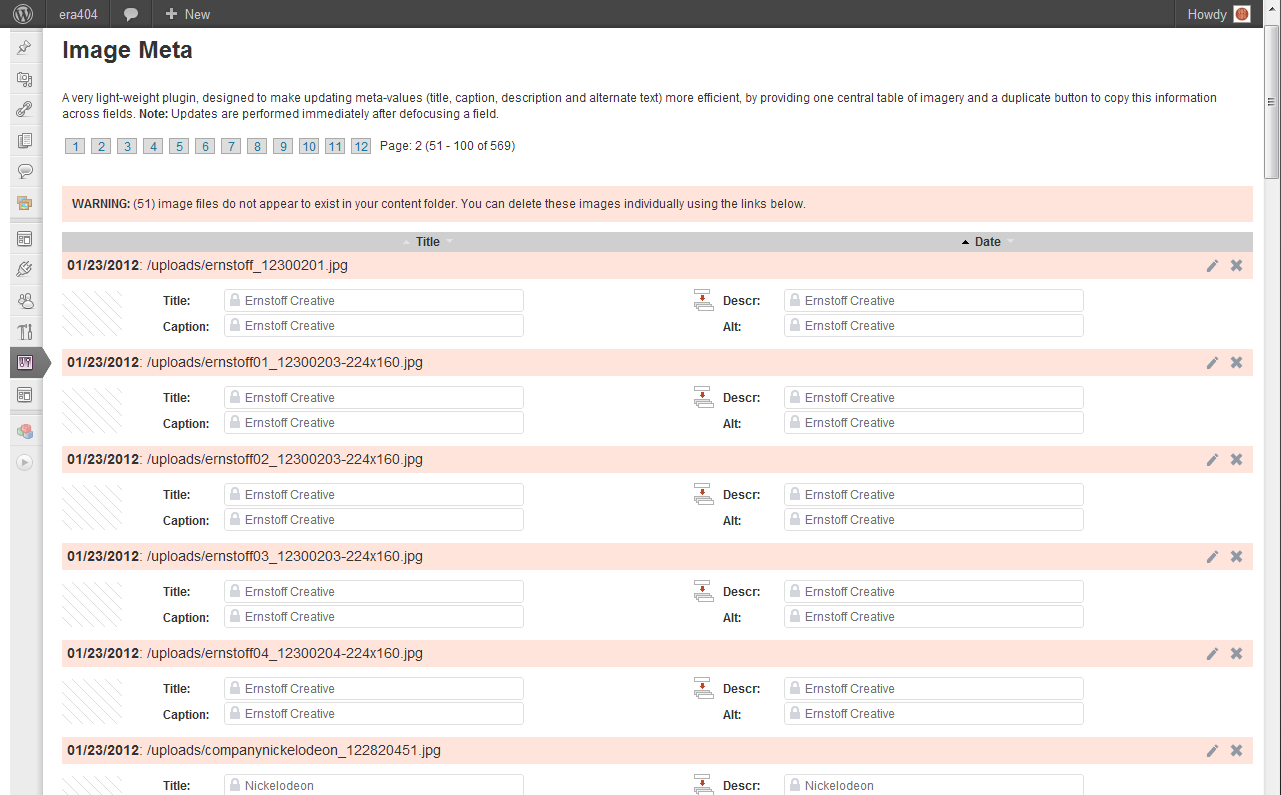 era404 New Howdy
Image Meta
A very light-weight plugin, designed to make updating meta-values (title, caption, description and alternate text) more efficient, by providing one central table of imagery and a duplicate button to copy this information
across fields. Note: Updates are performed immediately after defocusing a field.
1 2 3 4 5 6 7 8 9 10 11 12 Page: 2 (51 - 100 of 569)
WARNING: (51) image files do not appear to exist in your content folder. You can delete these images individually using the links below.
Title Date
01/23/2012: /uploads/ernstoff_12300201.jpg
Title: Ernstoff Creative Descr: Ernstoff Creative
Caption: Ernstoff Creative Alt: Ernstoff Creative
01/23/2012: /uploads/ernstoff01_12300203-224x160.jpg
Title: Ernstoff Creative Descr: Ernstoff Creative
Caption: Ernstoff Creative Alt: Ernstoff Creative
01/23/2012: /uploads/ernstoff02_12300203-224x160.jpg
Title: Ernstoff Creative Descr: Ernstoff Creative
Caption: Ernstoff Creative Alt: Ernstoff Creative
01/23/2012: /uploads/ernstoff03_12300203-224x160.jpg
Title: Ernstoff Creative Descr: Ernstoff Creative
Caption: Ernstoff Creative Alt: Ernstoff Creative
01/23/2012: /uploads/ernstoff04_12300204-224x160.jpg
Title: Ernstoff Creative Descr: Ernstoff Creative
Caption: Ernstoff Creative Alt: Ernstoff Creative
01/23/2012: /uploads/companynickelodeon_122820451.jpg
Title: Nickelodeon Descr: Nickelodeon